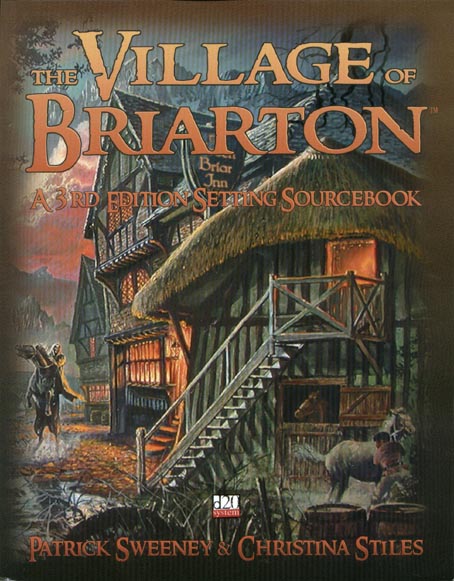 THE VILLAGE OF
BRIARTON™
Briar
Inn
A 3RD EDITION SETTING SOURCEBOOK
d20
system
PATRICK SWEENEY & CHRISTINA STILES